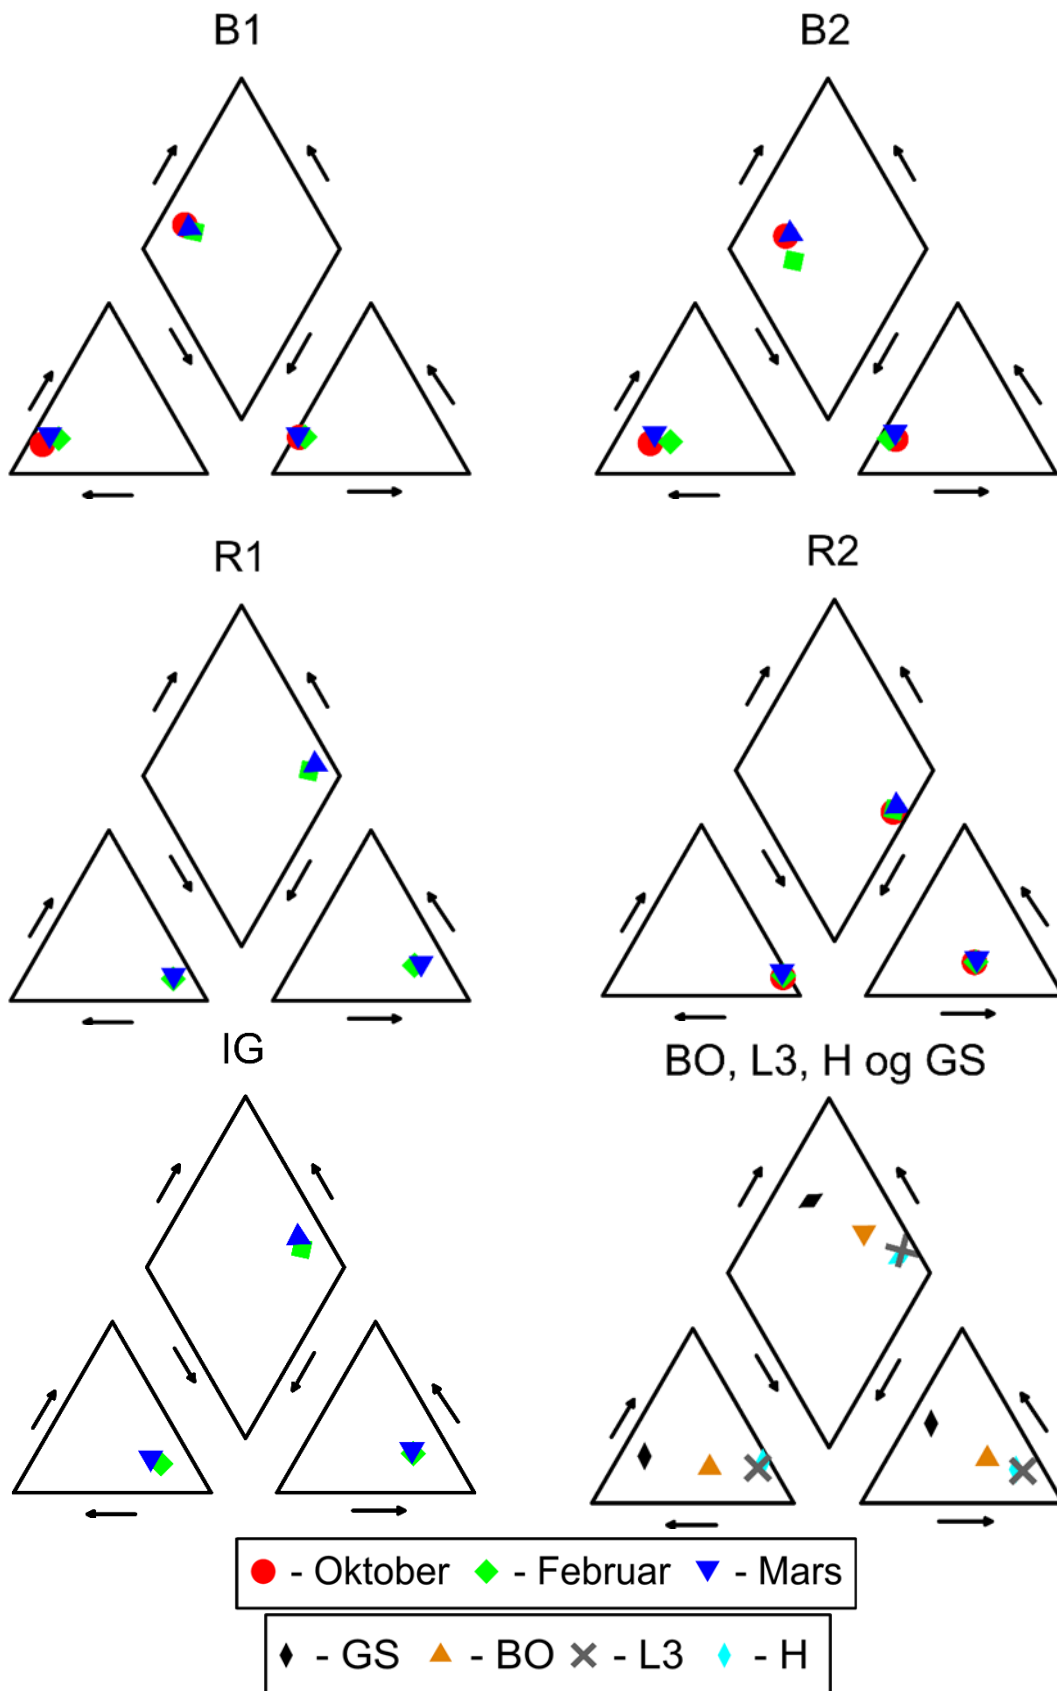 B1
B2
R1
R2
IG
BO, L3, H og GS
- Oktober - Februar - Mars
- GS - BO - L3 - H